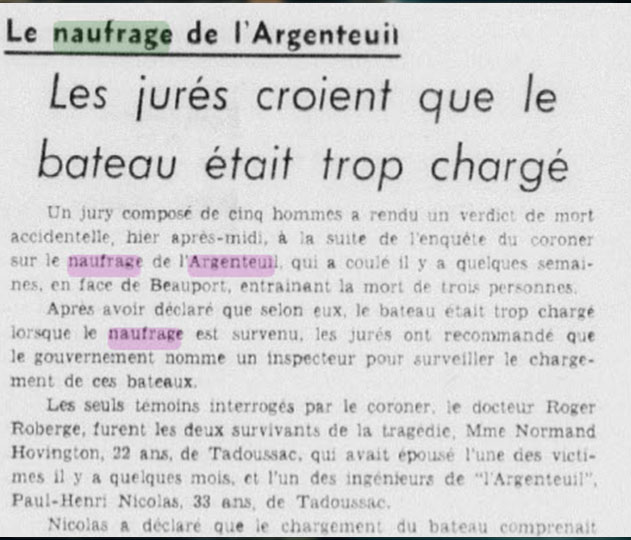 Le naufrage de l'Argenteuil
Les jurés croient que le
bateau était trop chargé
Un jury composé de cinq hommes a rendu un verdict de mort
accidentelle, hier après-midi, à la suite de l'enquête du coroner
sur le naufrage de l'Argenteuil, qui a coulé il y a quelques semai-
nes, en face de Beauport, entrainant la mort de trois personnes.
Après avoir déclaré que selon eux, le bateau était trop chargé
lorsque le naufrage est survenu, les jurés ont recommandé que
le gouvernement nomme un inspecteur pour surveiller le charge-
ment de ces bateaux.
Les seuls témoins interrogés par le coroner, le docteur Roger
Roberge, furent les deux survivants de la tragédie, Mme Normand
Hovington, 22 ans, de Tadoussac, qui avait épousé l'une des victi-
mes il y a quelques mois, et l'un des ingénieurs de "l'Argenteuil",
Paul-Henri Nicolas, 33 ans, de Tadoussac.
Nicolas a déclaré que le chargement du bateau comprenait